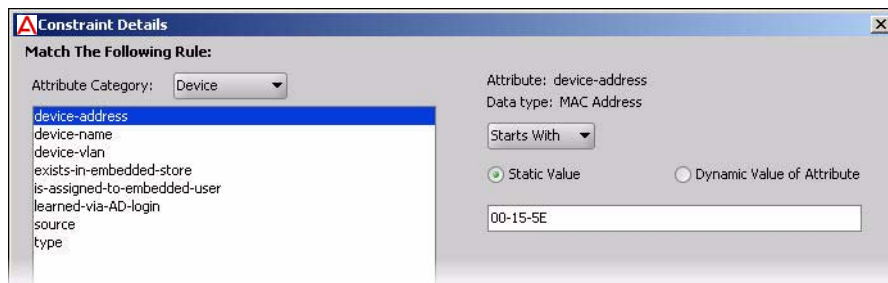 Constraint Details
Match The Following Rule:
Attribute Category: Device
device-address
device-name
device-vlan
exists-in-embedded-store
is-assigned-to-embedded-user
learned-via-AD-login
source
type
Attribute: device-address
Data type: MAC Address
Starts With
Static Value
Dynamic Value of Attribute
00-15-5E